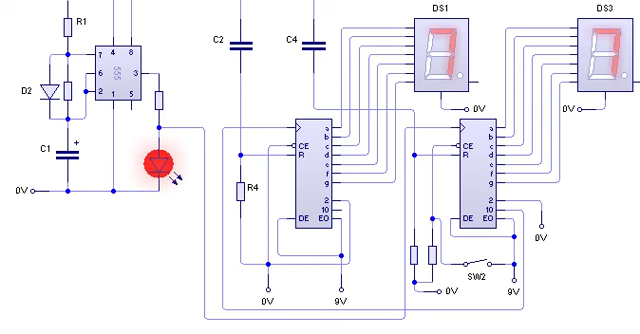 DS1
DS3
R1
C2
C4
4 8
7
555
6
3
2
1 5
D2
C1
+
0V
0V
0V
a
b
CE
c
R
d
e
f
g
2
10
DE
EO
a
b
CE
c
R
d
e
f
g
2
10
DE
EO
R4
0V
SW2
0V
9V
0V
9V